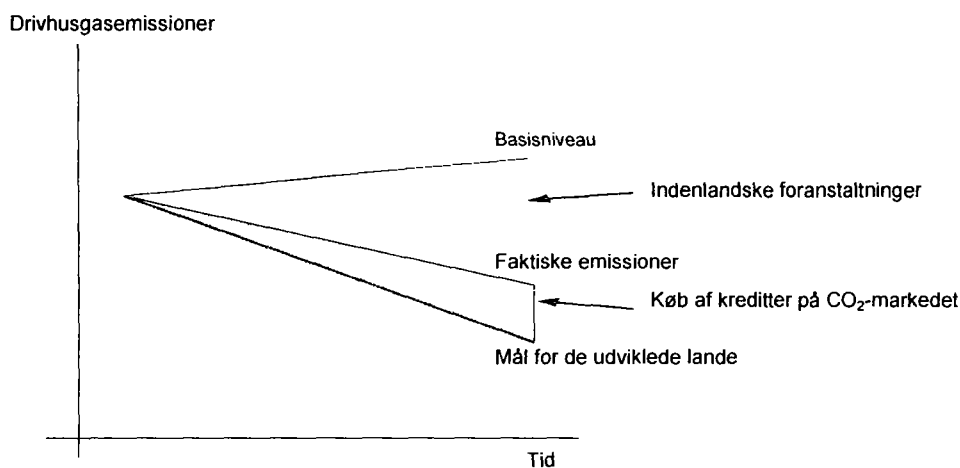 Drivhusgasemissioner
Basisniveau
Indenlandske foranstaltninger
Faktiske emissioner
Køb af kreditter på CO₂-markedet
Mål for de udviklede lande
Tid